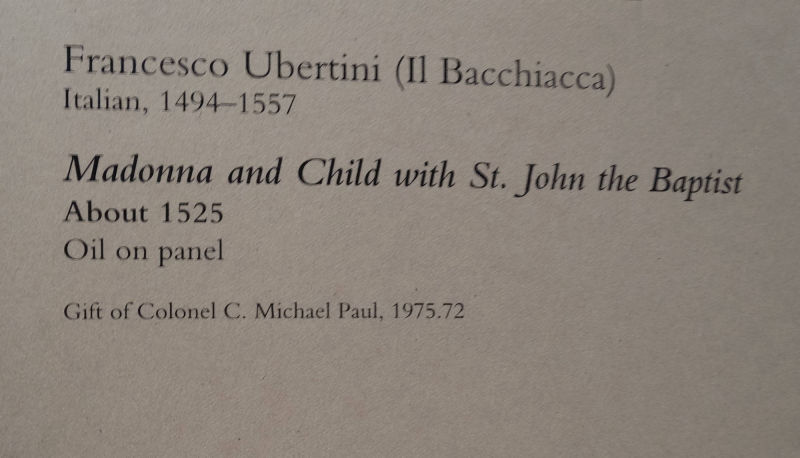 Francesco Ubertini (Il Bacchiacca)
Italian, 1494–1557
Madonna and Child with St. John the Baptist
About 1525
Oil on panel
Gift of Colonel C. Michael Paul, 1975.72